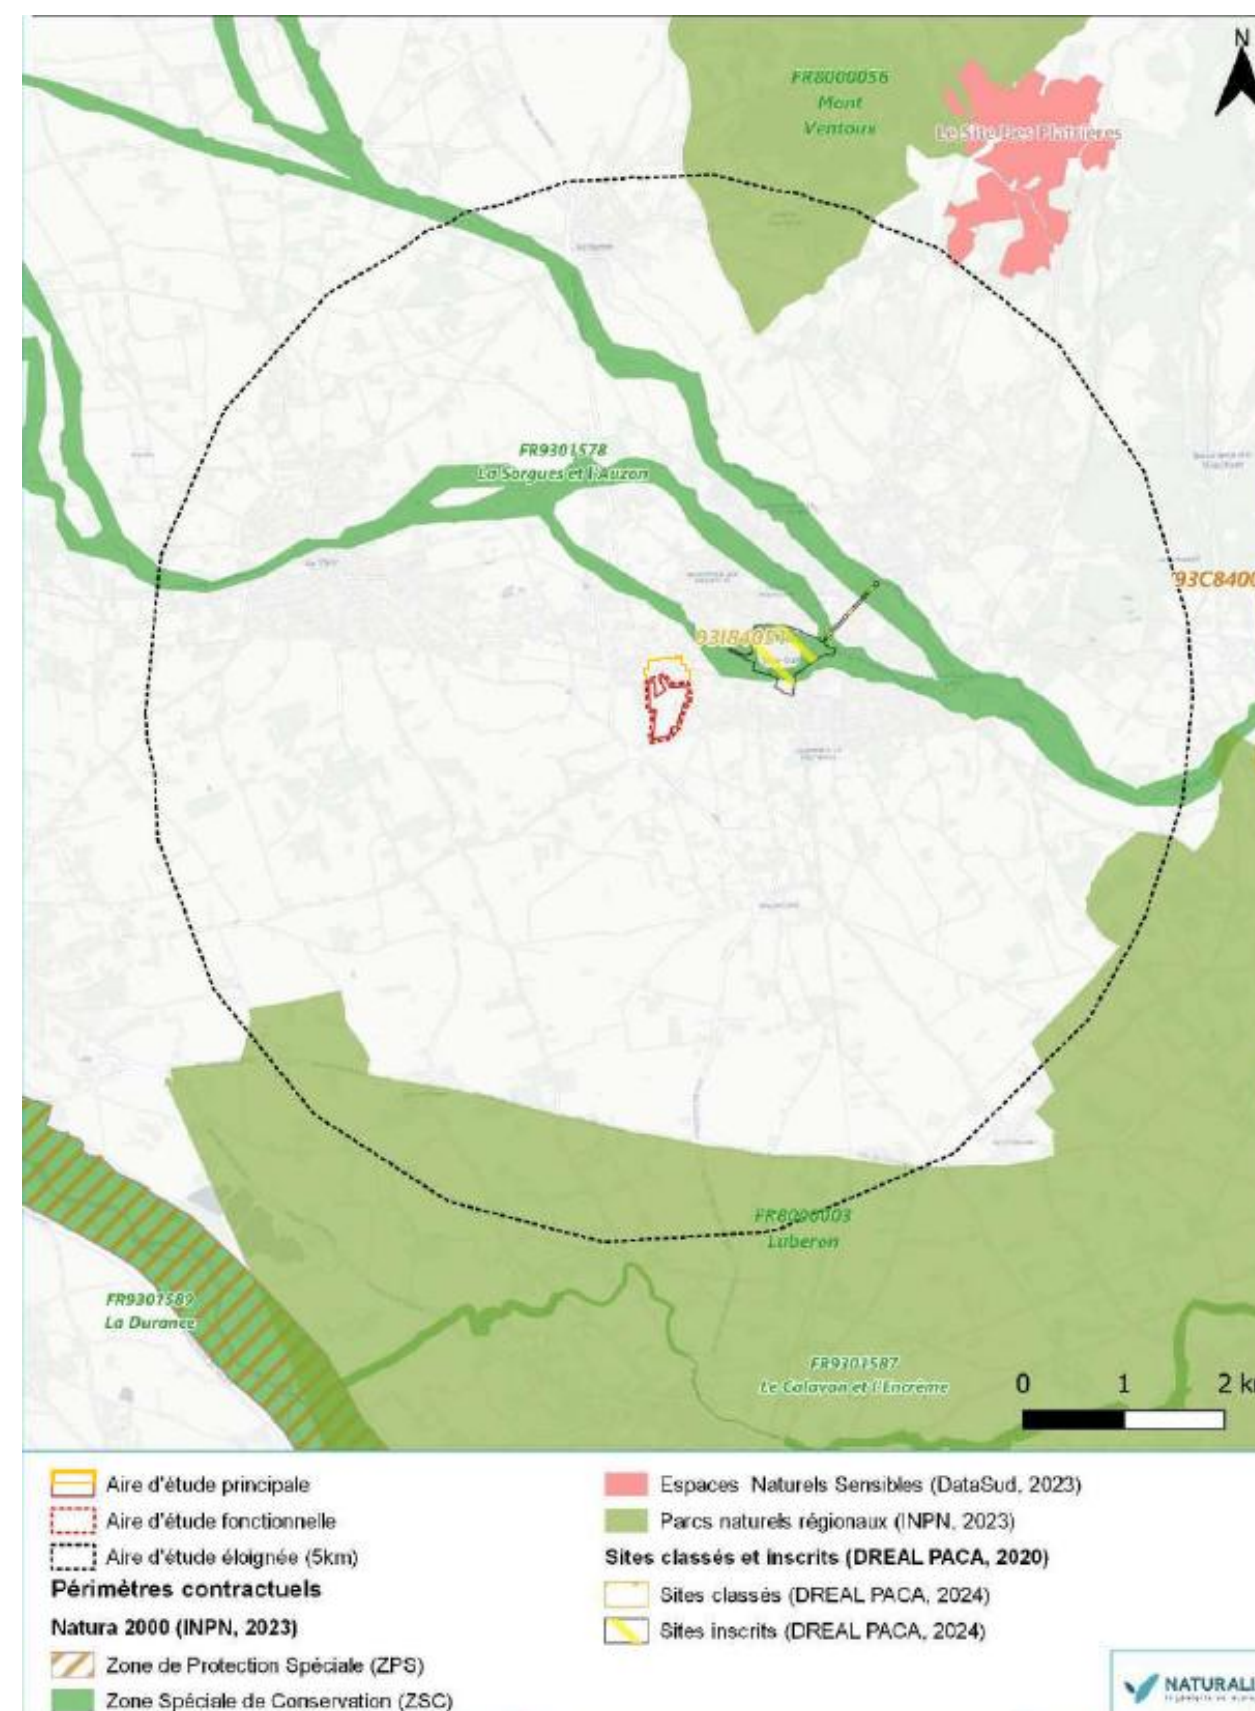 N
FR8000056
Mont
Ventoux
Le Site Des Platrières
FR9301578
La Sorgues et l'Auzon
93C8400
93I8405
FR8000003
Luberon
FR9301589
La Durance
FR9301587
Le Calavon et l'Encrème
0 1 2 k
Aire d'étude principale
Aire d'étude fonctionnelle
Aire d'étude éloignée (5km)
Périmètres contractuels
Natura 2000 (INPN, 2023)
Zone de Protection Spéciale (ZPS)
Zone Spéciale de Conservation (ZSC)
Espaces Naturels Sensibles (DataSud, 2023)
Parcs naturels régionaux (INPN, 2023)
Sites classés et inscrits (DREAL PACA, 2020)
Sites classés (DREAL PACA, 2024)
Sites inscrits (DREAL PACA, 2024)
NATURALI